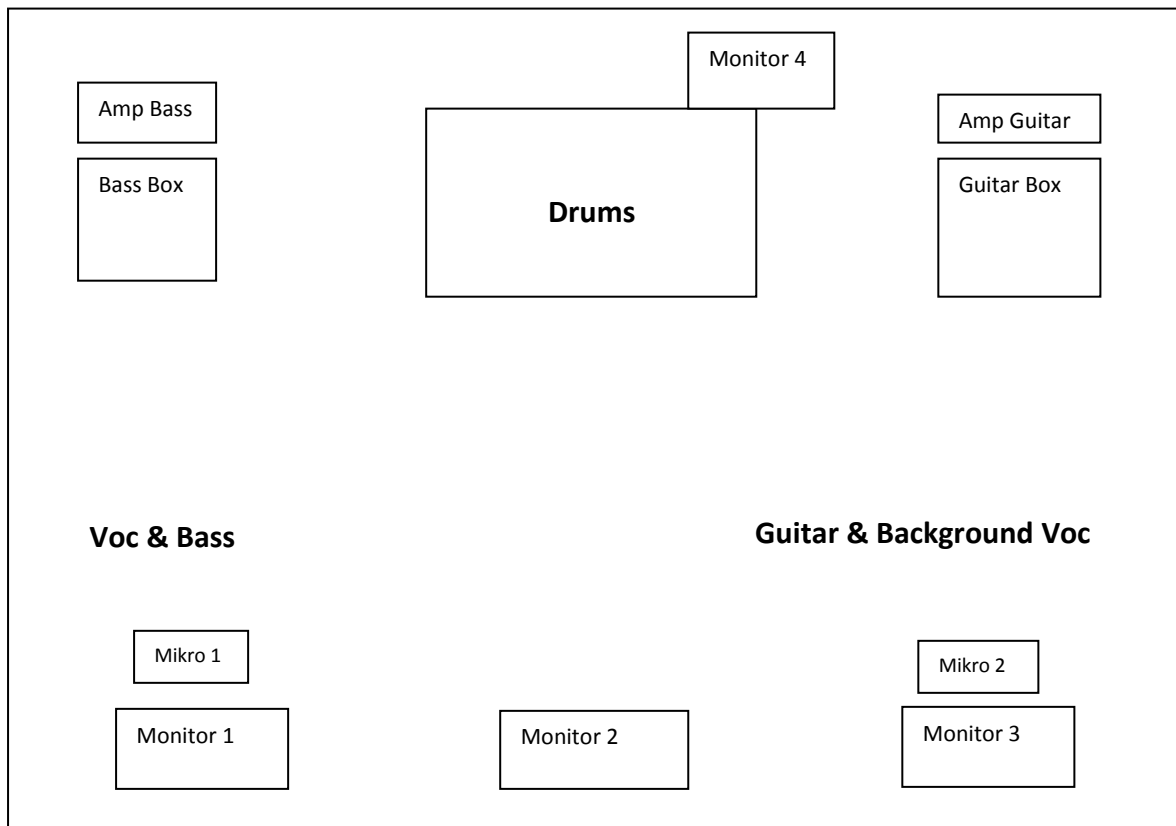 Monitor 4
Amp Bass
Amp Guitar
Bass Box
Drums
Guitar Box
Voc & Bass
Guitar & Background Voc
Mikro 1
Mikro 2
Monitor 1
Monitor 2
Monitor 3